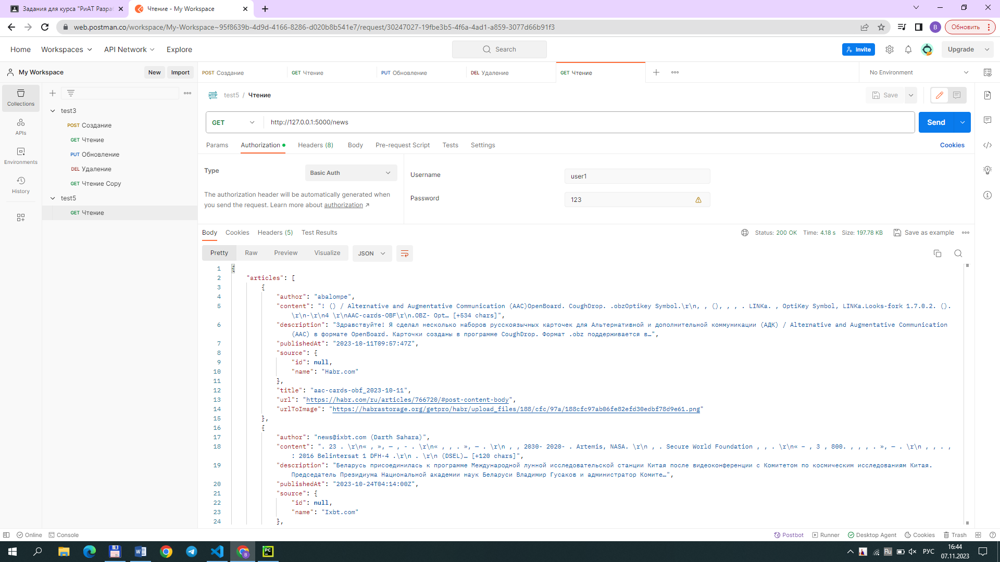 Задания для курса "РиАТ Разраб
Чтение - My Workspace
web.postman.co/workspace/My-Workspace~95f8639b-4d9d-4166-8286-d020b8b541e7/request/30247027-19fbe3b5-4f6a-4ad1-a859-3077d66b91f3
B
Обновить
Home
Workspaces
API Network
Explore
Search
Invite
Upgrade
My Workspace
New
Import
POST Создание
GET Чтение
PUT Обновление
DEL Удаление
GET Чтение
No Environment
Collections
APIs
Environments
History
test3
POST Создание
GET Чтение
PUT Обновление
DEL Удаление
GET Чтение Copy
test5
GET Чтение
HTTP test5 / Чтение
Save
GET
http://127.0.0.1:5000/news
Send
Params
Authorization
Headers (8)
Body
Pre-request Script
Tests
Settings
Cookies
Type
Basic Auth
The authorization header will be automatically generated when
you send the request. Learn more about authorization ↗
Username
user1
Password
123
Body
Cookies
Headers (5)
Test Results
Status: 200 OK
Time: 4.18 s
Size: 197.78 KB
Save as example
Pretty
Raw
Preview
Visualize
JSON
1 {
2 "articles": [
3 {
4 "author": "abalompe",
5 "content": "! () / Alternative and Augmentative Communication (AAC)OpenBoard. CoughDrop. .obzOptikey Symbol.\r\n, , (), , , . LINKa. , OptiKey Symbol, LINKa.Looks-fork 1.7.0.2. ().
\r\n-\r\n4 \r\nAAC-cards-OBF\r\n.OBZ- Opt… [+534 chars]",
6 "description": "Здравствуйте! Я сделал несколько наборов русскоязычных карточек для Альтернативной и дополнительной коммуникации (АДК) / Alternative and Augmentative Communication
(AAC) в формате OpenBoard. Карточки созданы в программе CoughDrop. Формат .obz поддерживается в…",
7 "publishedAt": "2023-10-11T09:57:47Z",
8 "source": {
9 "id": null,
10 "name": "Habr.com"
11 },
12 "title": "aac-cards-obf_2023-10-11",
13 "url": "https://habr.com/ru/articles/766720/#post-content-body",
14 "urlToImage": "https://habrastorage.org/getpro/habr/upload_files/188/cfc/97a/188cfc97ab06fe82efd30edbf78d9e61.png"
15 },
16 {
17 "author": "news@ixbt.com (Darth Sahara)",
18 "content": ". 23 . \r\n« , », — , - . \r\n« , , . », — . \r\n , , 2030- 2020- . Artemis, NASA. \r\n , . Secure World Foundation , , . \r\n« – , 3 , 800. , , , . », — . \r\n , , . ,
: 2016 Belintersat 1 DFH-4 .\r\n . \r\n (DSEL)… [+120 chars]",
19 "description": "Беларусь присоединилась к программе Международной лунной исследовательской станции Китая после видеоконференции с Комитетом по космическим исследованиям Китая.
Председатель Президиума Национальной академии наук Беларуси Владимир Гусаков и администратор Комите…",
20 "publishedAt": "2023-10-24T04:14:00Z",
21 "source": {
22 "id": null,
23 "name": "Ixbt.com"
24 },
Online
Console
Postbot
Runner
Desktop Agent
Cookies
Trash
PC
B
Ru
РУС
16:44
07.11.2023